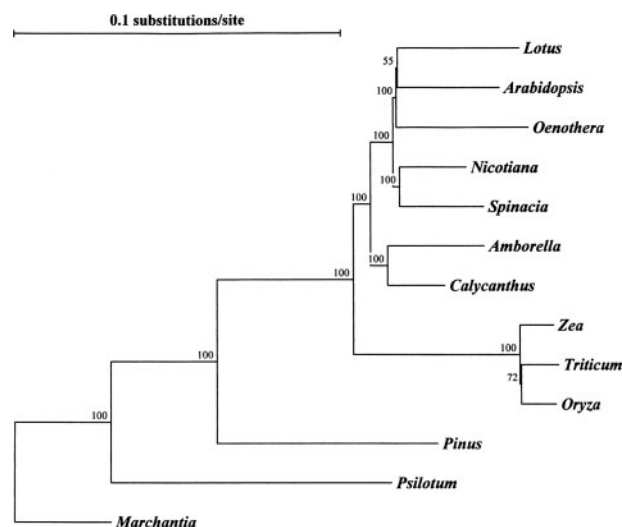 0.1 substitutions/site
Lotus
55
Arabidopsis
100
Oenothera
100
Nicotiana
100
Spinacia
100
Amborella
100
Calycanthus
100
Zea
100
Triticum
72
Oryza
100
Pinus
100
Psilotum
Marchantia